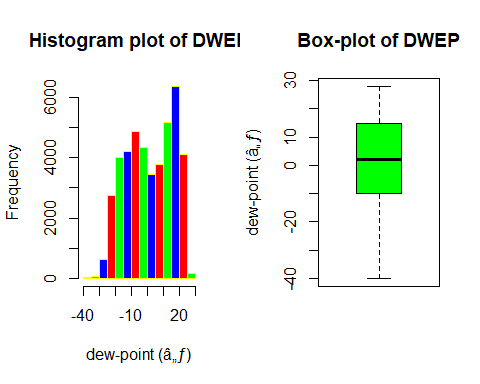 Histogram plot of DWEI
Frequency
0
2000
4000
6000
-40
-10
20
dew-point (â„ƒ)
Box-plot of DWEP
dew-point (â„ƒ)
-40
-20
0
10
30